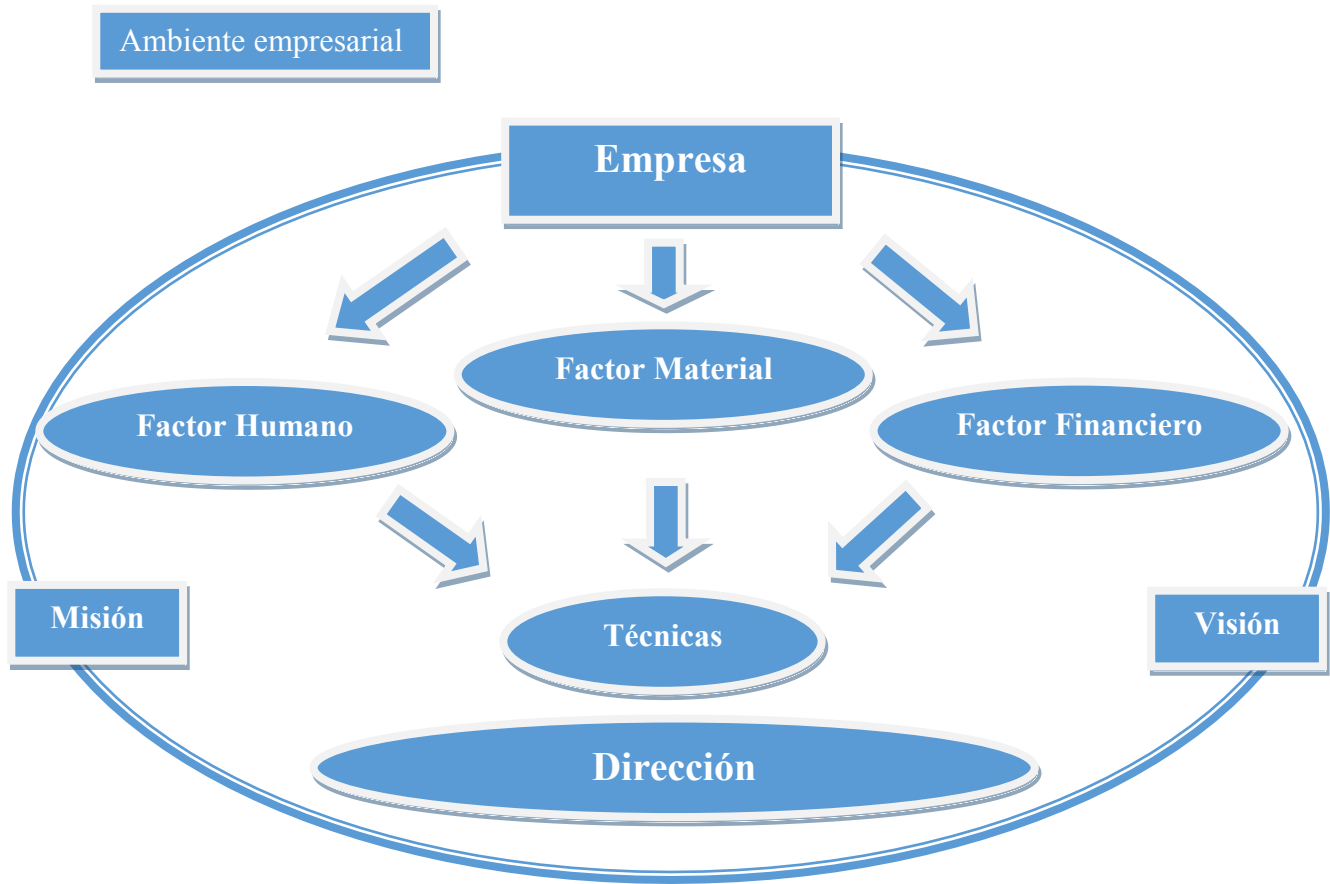 Ambiente empresarial
Empresa
Factor Material
Factor Humano
Factor Financiero
Misión
Técnicas
Visión
Dirección